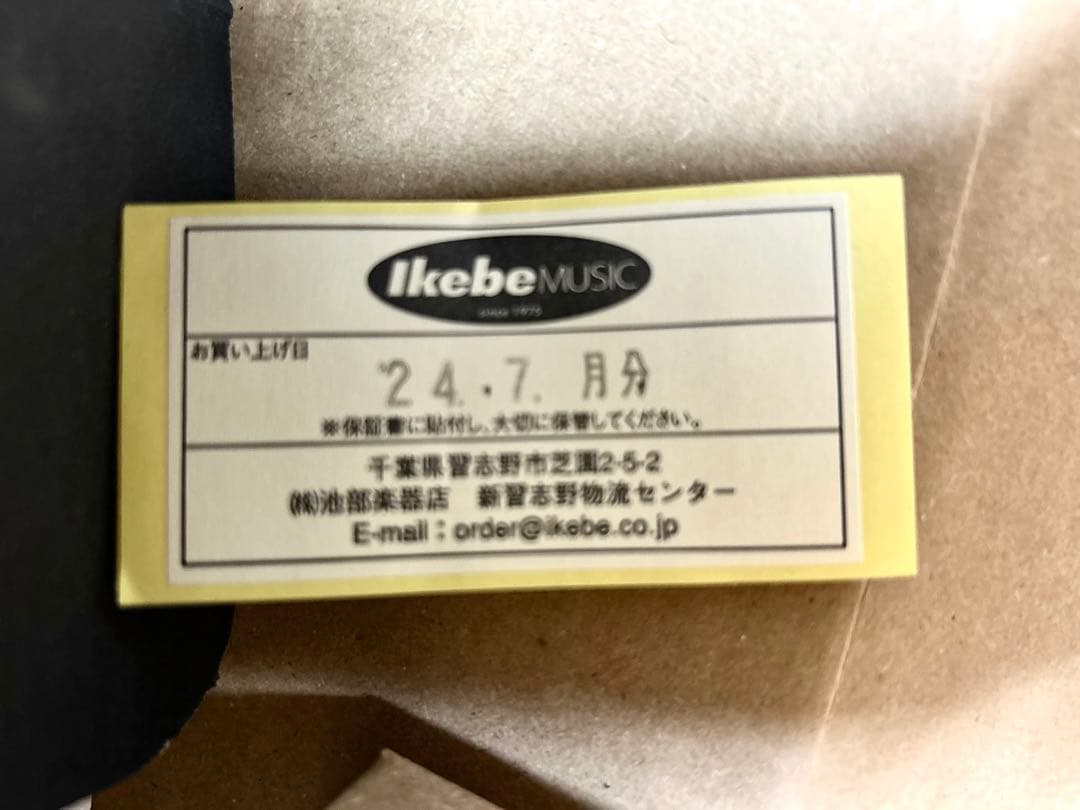 Ikebe MUSIC
since 1975
お買い上げ日
'24.7.月分
※保証書に貼付し、大切に保管してください。
千葉県習志野市芝園2-5-2
㈱池部楽器店 新習志野物流センター
E-mail：order@ikebe.co.jp